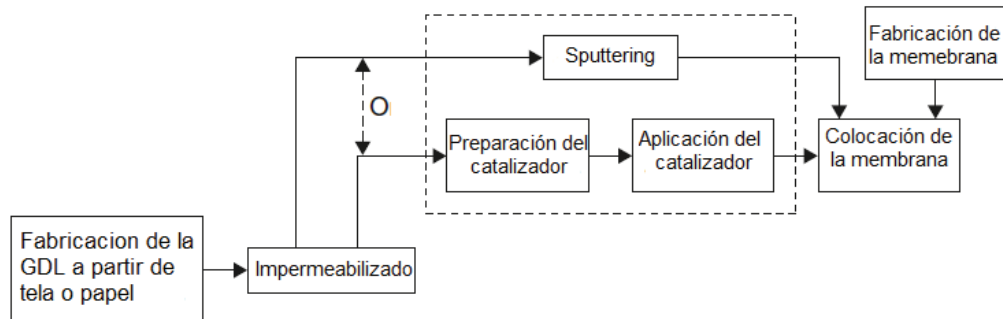 Fabricación de
la memebrana
Sputtering
O
Preparación del
catalizador
Aplicación del
catalizador
Colocación de
la membrana
Fabricacion de la
GDL a partir de
tela o papel
Impermeabilizado